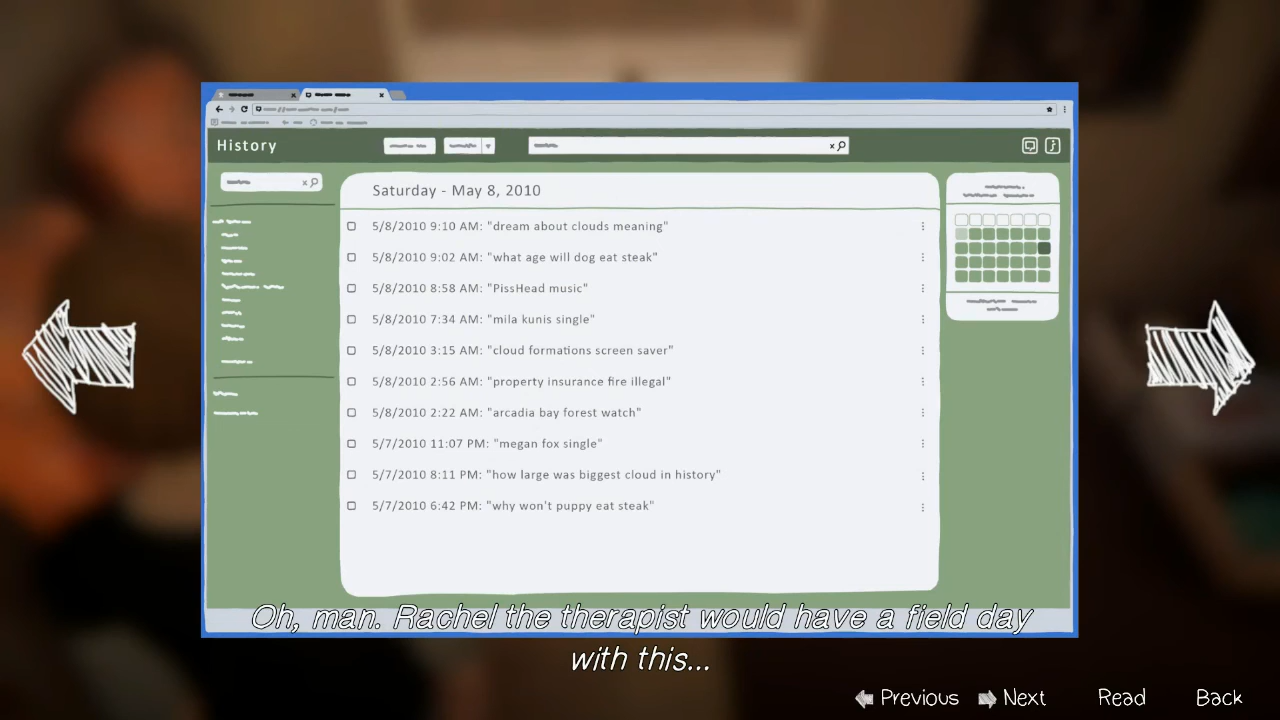 History
Saturday - May 8, 2010
5/8/2010 9:10 AM: "dream about clouds meaning"
5/8/2010 9:02 AM: "what age will dog eat steak"
5/8/2010 8:58 AM: "PissHead music"
5/8/2010 7:34 AM: "mila kunis single"
5/8/2010 3:15 AM: "cloud formations screen saver"
5/8/2010 2:56 AM: "property insurance fire illegal"
5/8/2010 2:22 AM: "arcadia bay forest watch"
5/7/2010 11:07 PM: "megan fox single"
5/7/2010 8:11 PM: "how large was biggest cloud in history"
5/7/2010 6:42 PM: "why won't puppy eat steak"
Oh, man. Rachel the therapist would have a field day
with this...
Previous Next Read Back